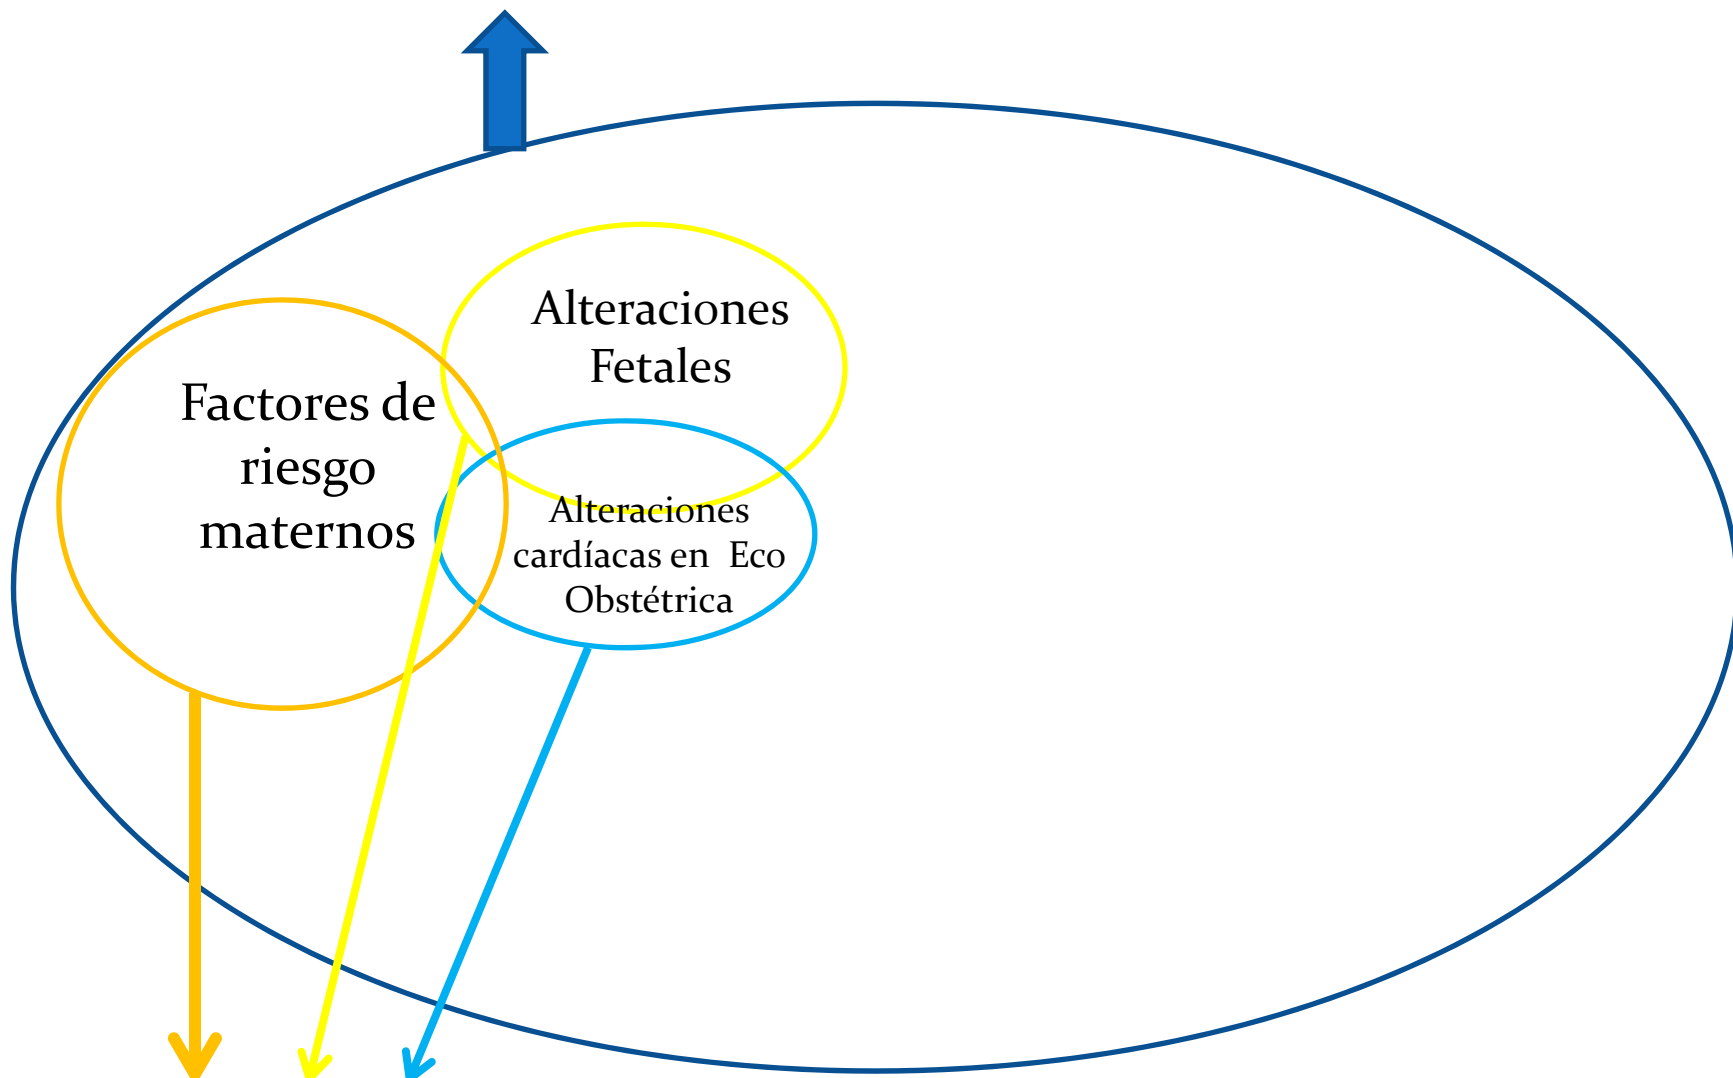 Alteraciones
Fetales
Factores de
riesgo
maternos
Alteraciones
cardíacas en  Eco
Obstétrica